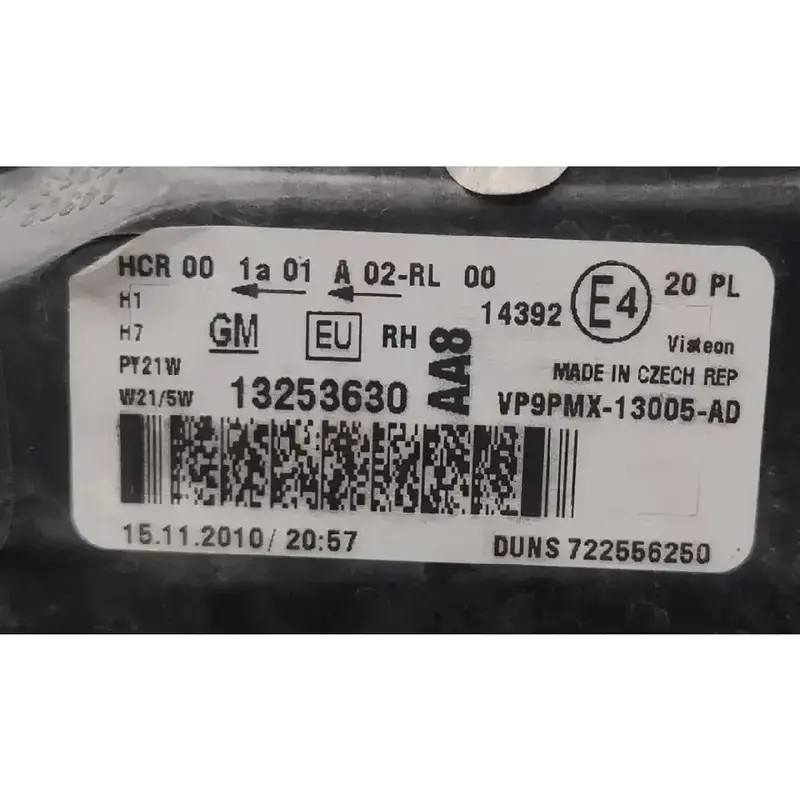 HCR 00 1a 01 A 02-RL 00
20 PL
E4
14392
H1
H7
PY21W
W21/5W
GM
EU
RH
AA8
Visteon
MADE IN CZECH REP
13253630
VP9PMX-13005-AD
15.11.2010/ 20:57
DUNS 722556250